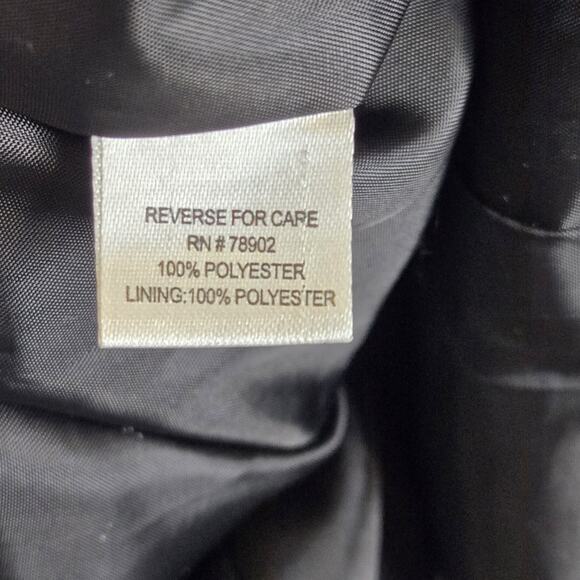 REVERSE FOR CARE
RN # 78902
100% POLYESTER
LINING:100% POLYESTER